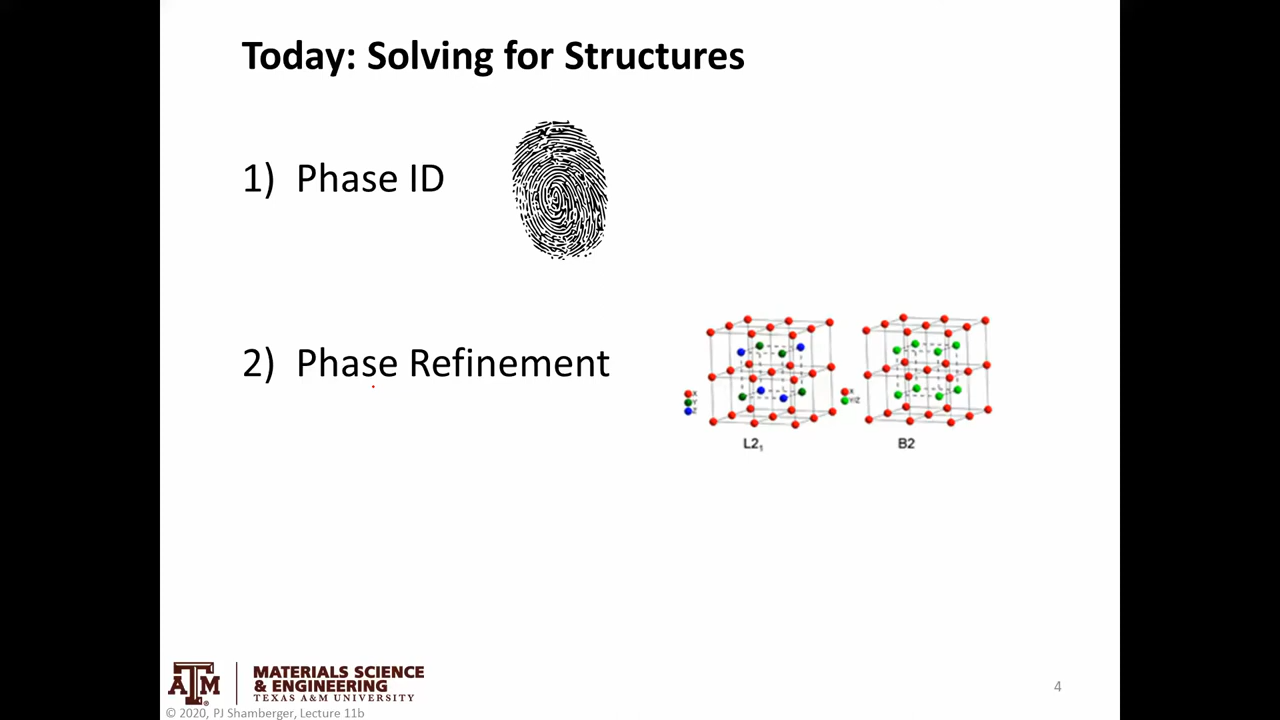 Today: Solving for Structures
1) Phase ID
2) Phase Refinement
X
Y
Z
L2₁
X
Y/Z
B2
ATM
MATERIALS SCIENCE
& ENGINEERING
TEXAS A&M UNIVERSITY
© 2020, PJ Shamberger, Lecture 11b
4